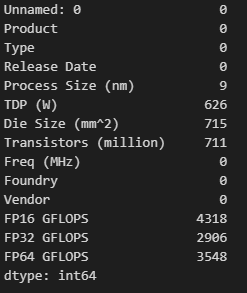 Unnamed: 0 0
Product 0
Type 0
Release Date 0
Process Size (nm) 9
TDP (W) 626
Die Size (mm^2) 715
Transistors (million) 711
Freq (MHz) 0
Foundry 0
Vendor 0
FP16 GFLOPS 4318
FP32 GFLOPS 2906
FP64 GFLOPS 3548
dtype: int64